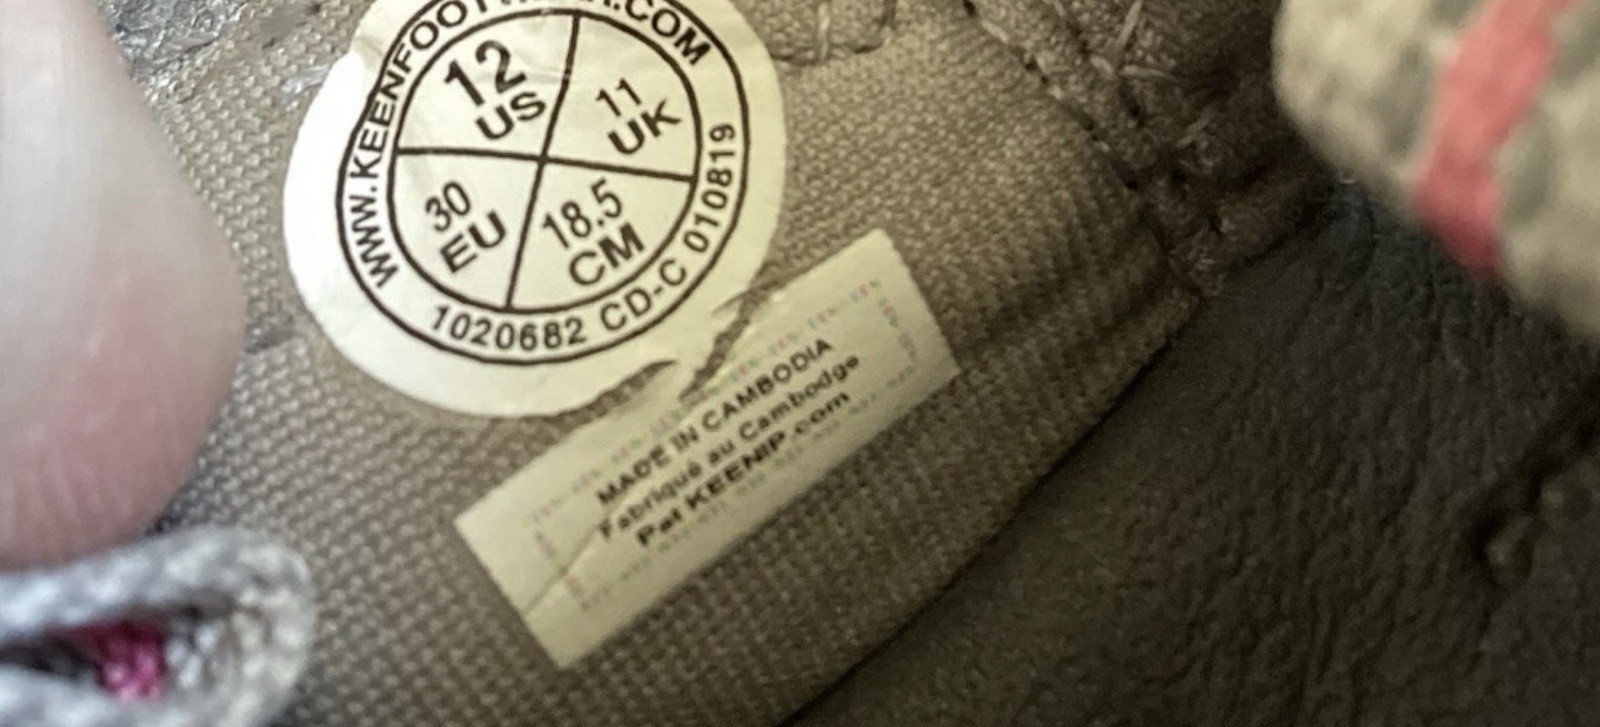 WWW.KEENFOOTWEAR.COM
12
US
11
UK
30
EU
18.5
CM
1020682 CD-C 010819
MADE IN CAMBODIA
Fabriqué au Cambodge
Pat KEENIP.com